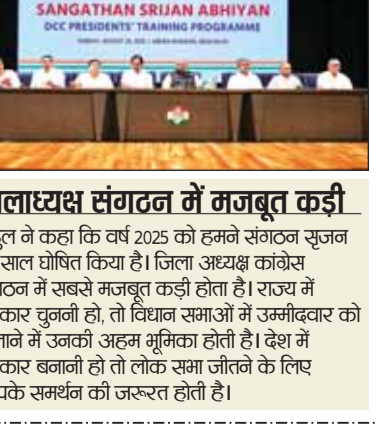 SANGATHAN SRIJAN ABHIYAN
DCC PRESIDENTS' TRAINING PROGRAMME
लाध्यक्ष संगठन में मजबूत कड़ी
ल ने कहा कि वर्ष 2025 को हमने संगठन सृजन
साल घोषित किया है। जिला अध्यक्ष कांग्रेस
ठन में सबसे मजबूत कड़ी होता है। राज्य में
कार चुननी हो, तो विधान सभाओं में उम्मीदवार को
ताने में उनकी अहम भूमिका होती है। देश में
कार बनानी हो तो लोक सभा जीतने के लिए
पके समर्थन की जरूरत होती है।